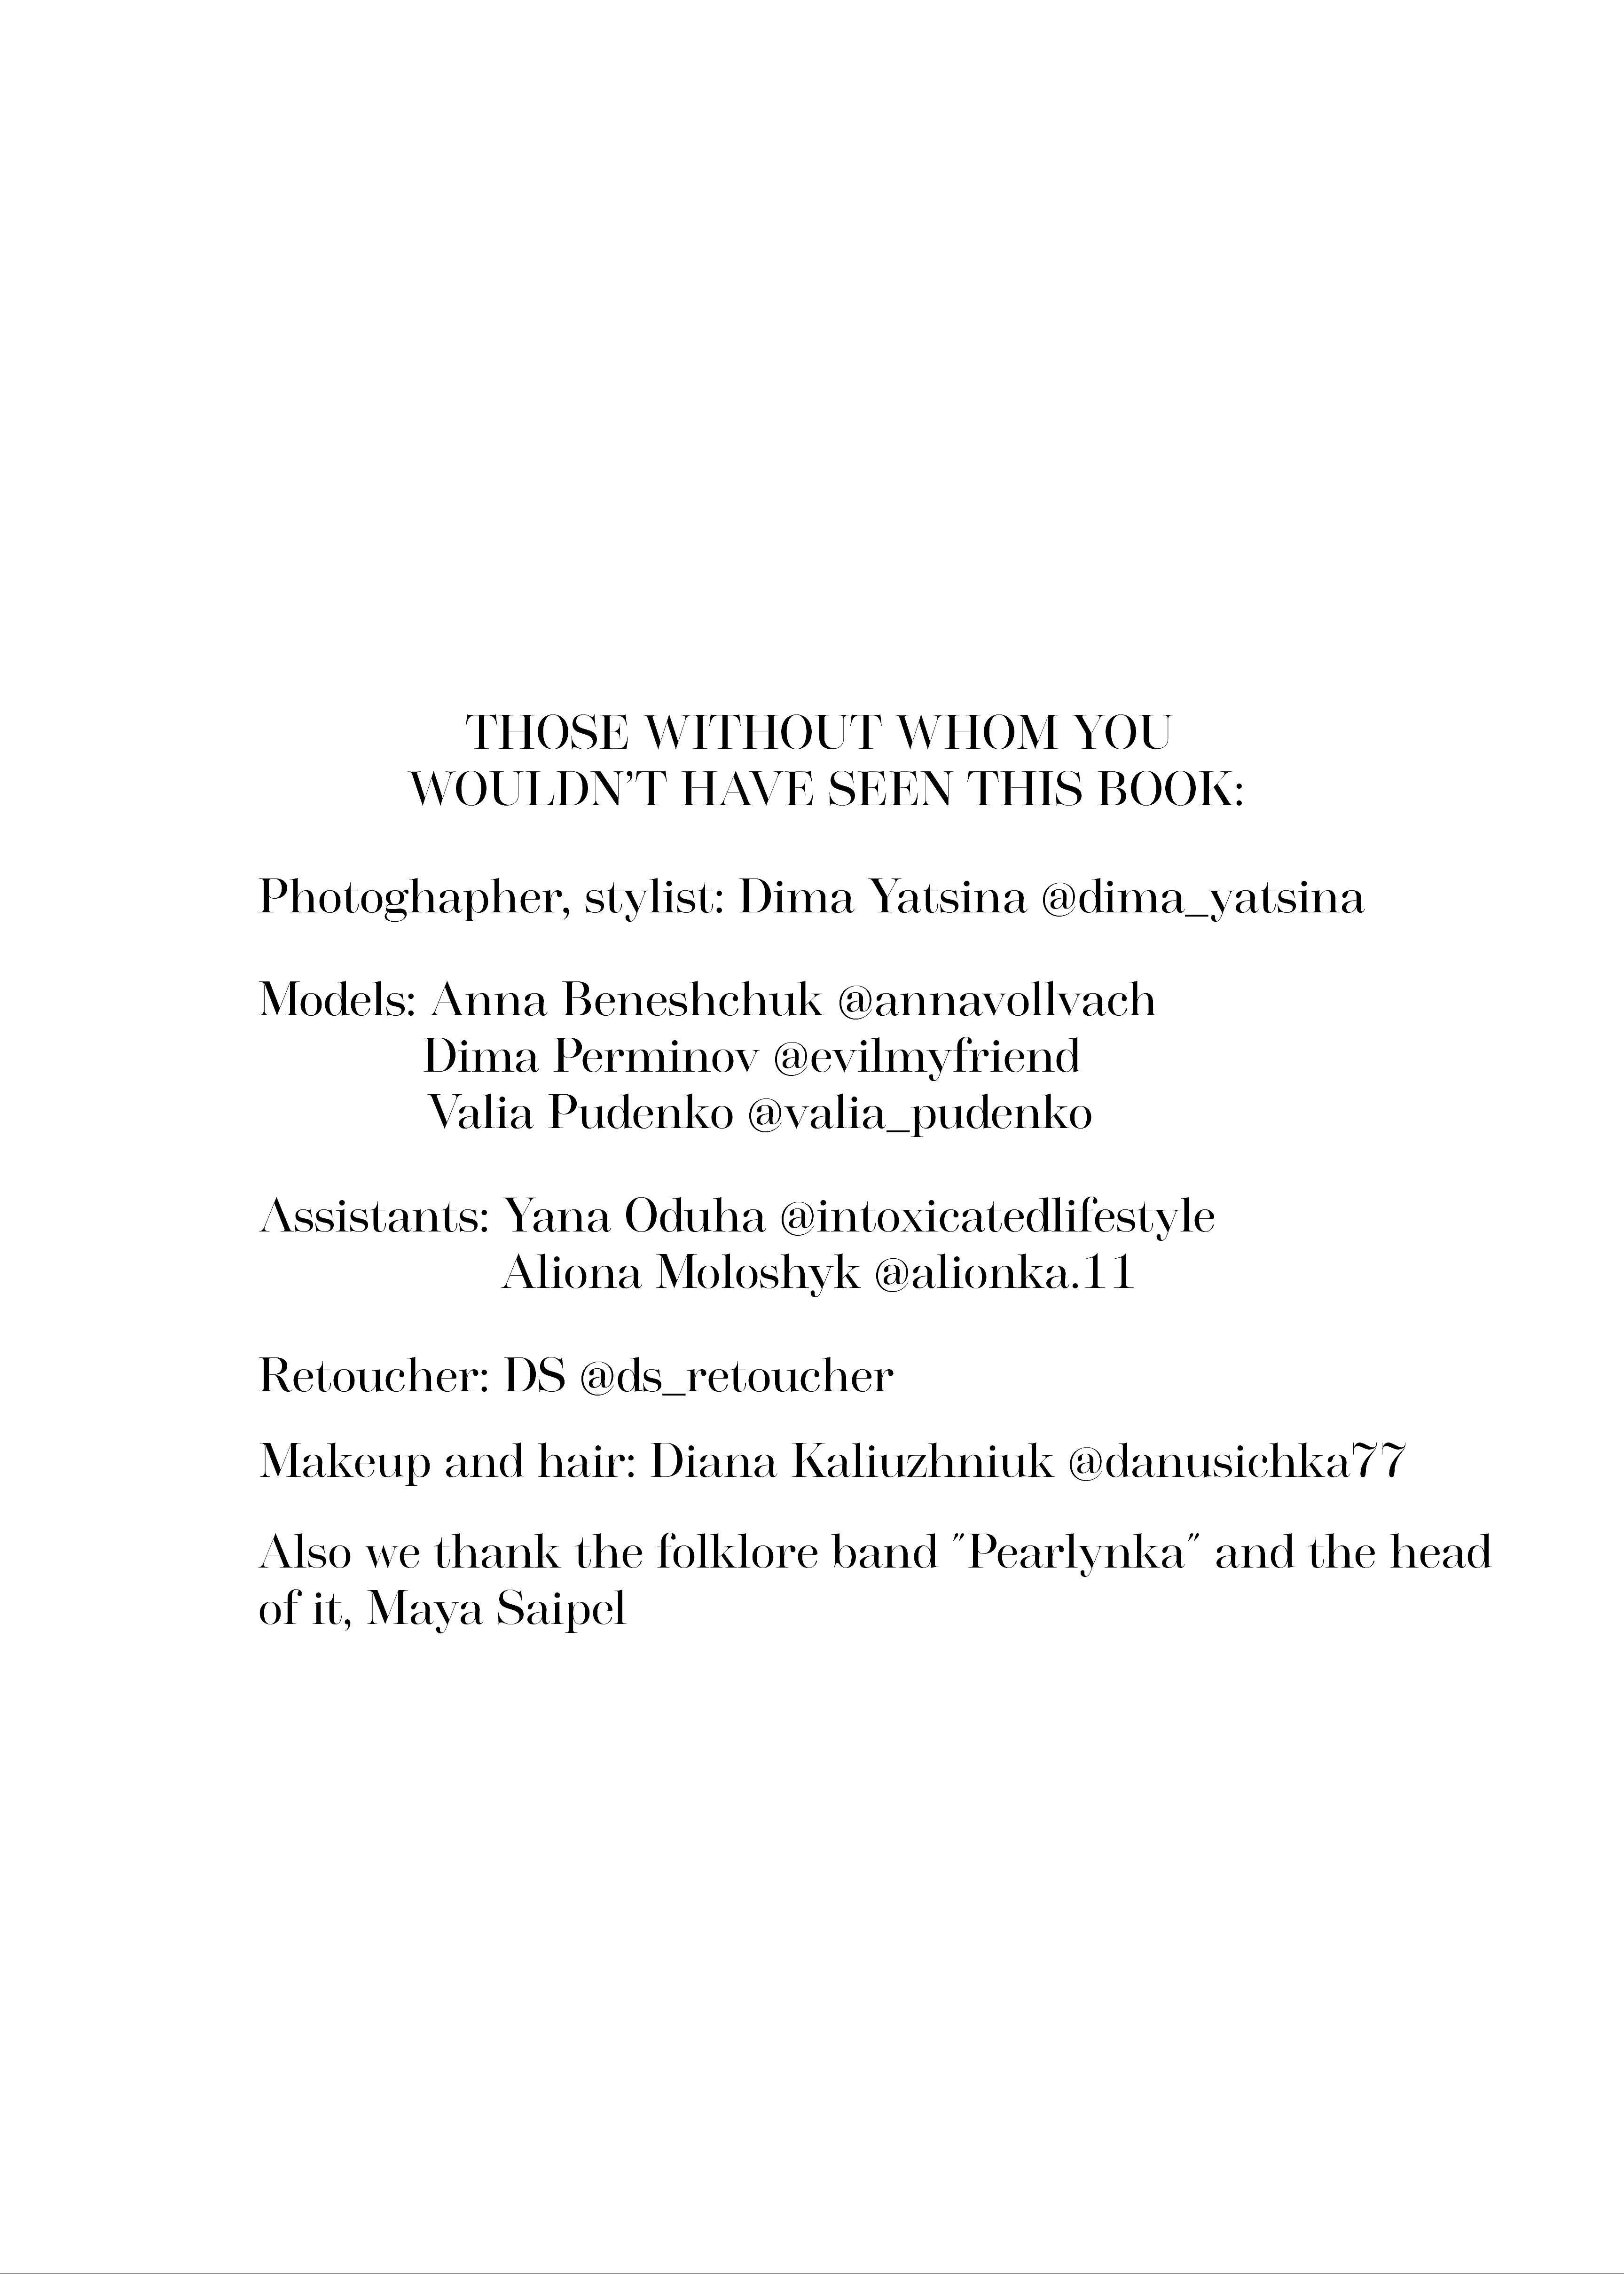 THOSE WITHOUT WHOM YOU
WOULDN’T HAVE SEEN THIS BOOK:
Photoghapher, stylist: Dima Yatsina @dima_yatsina
Models: Anna Beneshchuk @annavollvach
Dima Perminov @evilmyfriend
Valia Pudenko @valia_pudenko
Assistants: Yana Oduha @intoxicatedlifestyle
Aliona Moloshyk @alionka.11
Retoucher: DS @ds_retoucher
Makeup and hair: Diana Kaliuzhniuk @danusichka77
Also we thank the folklore band "Pearlynka" and the head
of it, Maya Saipel